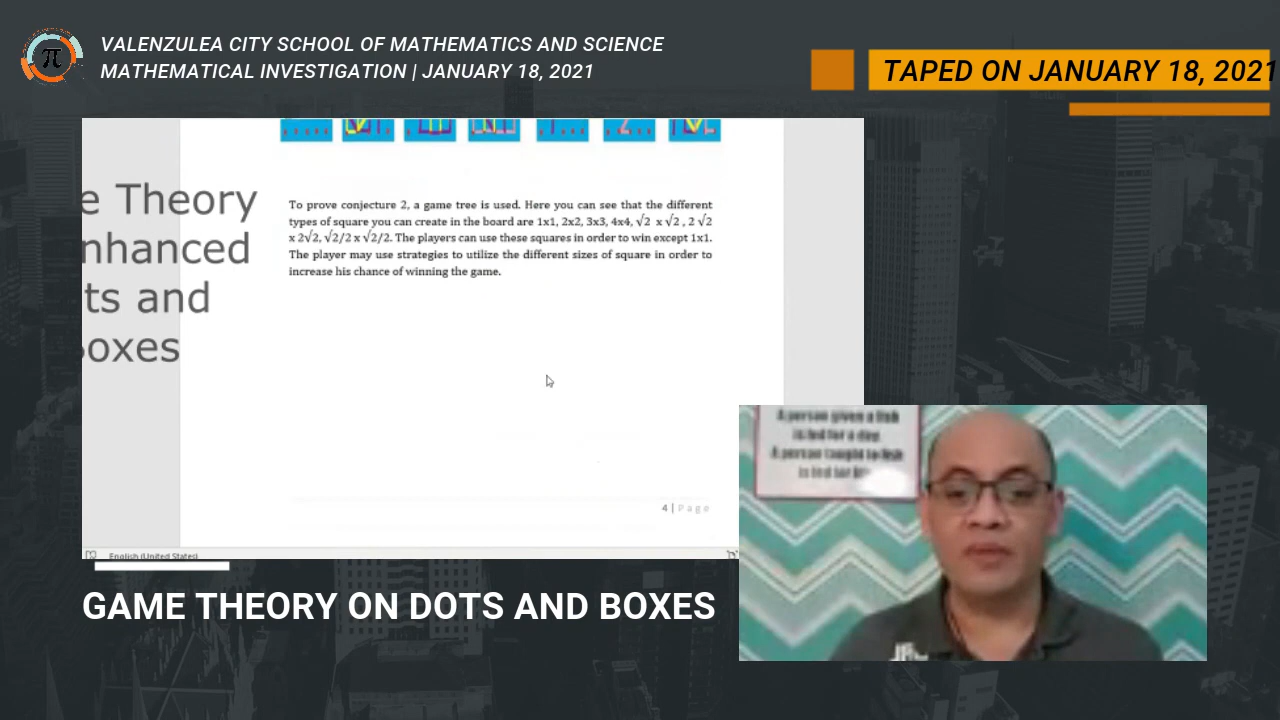 VALENZULEA CITY SCHOOL OF MATHEMATICS AND SCIENCE
MATHEMATICAL INVESTIGATION | JANUARY 18, 2021
TAPED ON JANUARY 18, 2021
e Theory
nhanced
ts and
oxes
To prove conjecture 2, a game tree is used. Here you can see that the different
types of square you can create in the board are 1x1, 2x2, 3x3, 4x4, √2 x √2 , 2 √2
x 2√2, √2/2 x √2/2. The players can use these squares in order to win except 1x1.
The player may use strategies to utilize the different sizes of square in order to
increase his chance of winning the game.
4 | Page
English (United States)
A person given a fish
is fed for a day.
A person taught to fish
is fed for
GAME THEORY ON DOTS AND BOXES